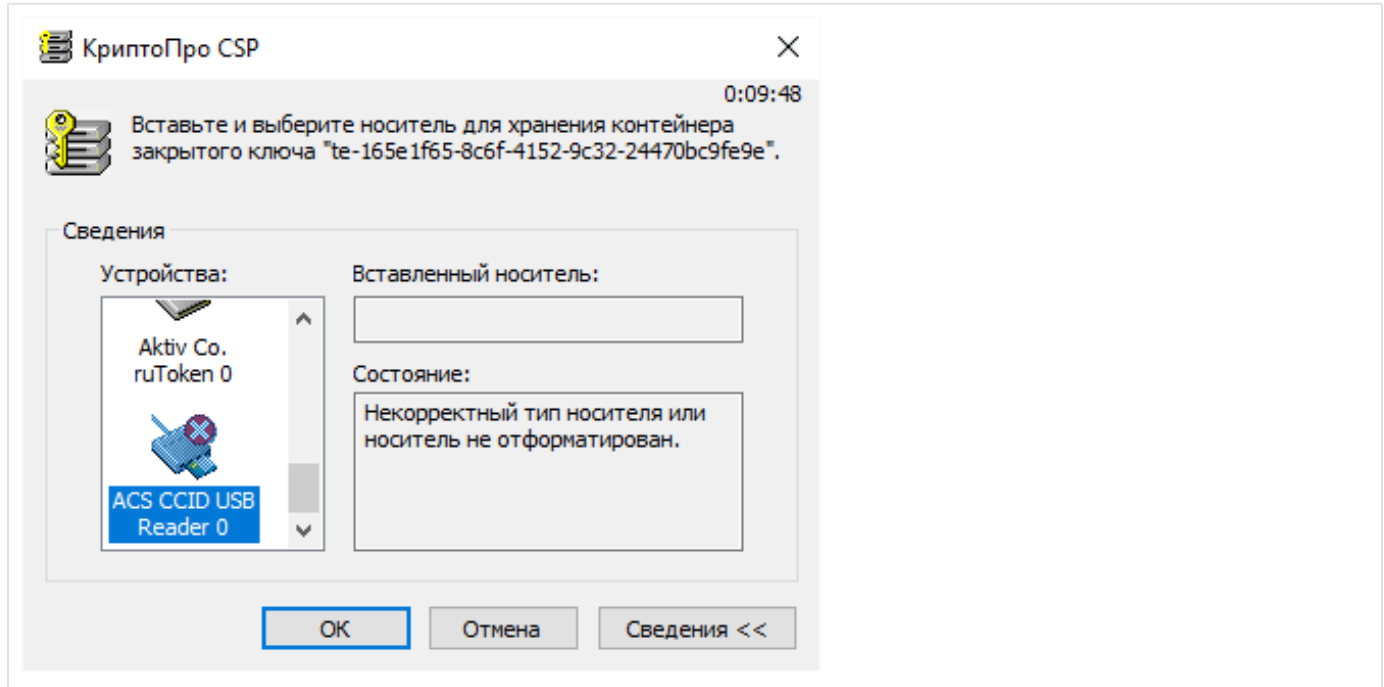 КриптоПро CSP
0:09:48
Вставьте и выберите носитель для хранения контейнера
закрытого ключа "te-165e1f65-8c6f-4152-9c32-24470bc9fe9e".
Сведения
Устройства:
Aktiv Co.
ruToken 0
ACS CCID USB
Reader 0
Вставленный носитель:
Состояние:
Некорректный тип носителя или
носитель не отформатирован.
OK
Отмена
Сведения <<